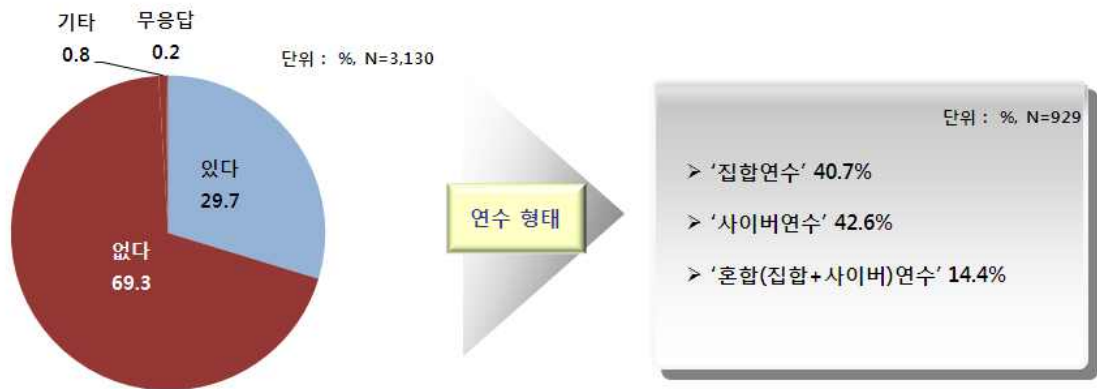 기타
0.8
무응답
0.2
단위 : %, N=3,130
있다
29.7
없다
69.3
연수 형태
단위 : %, N=929
➢ ‘집합연수’ 40.7%
➢ ‘사이버연수’ 42.6%
➢ ‘혼합(집합+사이버)연수’ 14.4%